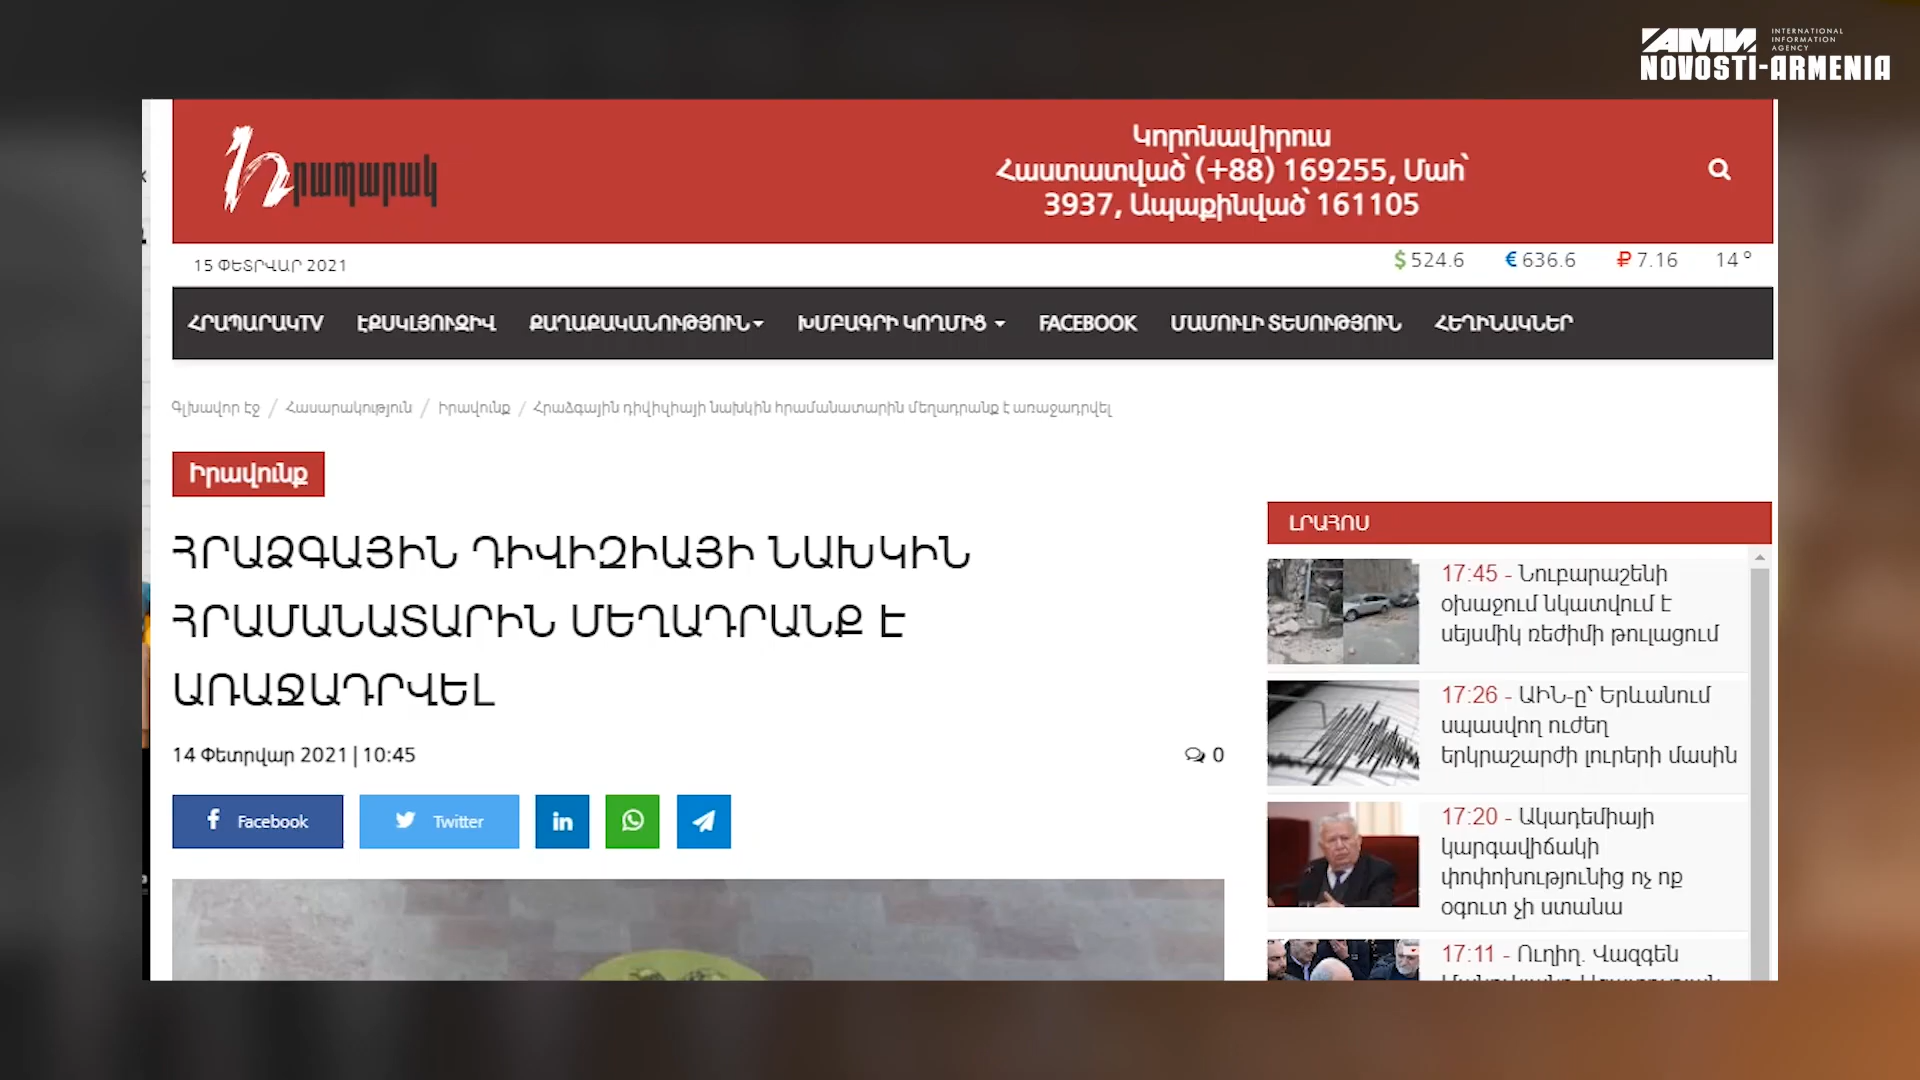 ԱՄИ INTERNATIONAL
INFORMATION
AGENCY
NOVOSTI-ARMENIA
Հրապարակ
Կորոնավիրուս
Հաստատված՝ (+88) 169255, Մահ՝
3937, Ապաքինված՝ 161105
15 ՓԵՏՐՎԱՐ 2021
$ 524.6 € 636.6 ₽ 7.16 14 °
ՀՐԱՊԱՐԱԿTV ԷՔՍԿԼՅՈՒԶԻՎ ՔԱՂԱՔԱԿԱՆՈՒԹՅՈՒՆ ԽՄԲԱԳՐԻ ԿՈՂՄԻՑ FACEBOOK ՄԱՄՈՒԼԻ ՏԵՍՈՒԹՅՈՒՆ ՀԵՂԻՆԱԿՆԵՐ
Գլխավոր էջ / Հասարակություն / Իրավունք / Հրաձգային դիվիզիայի նախկին հրամանատարին մեղադրանք է առաջադրվել
Իրավունք
ՀՐԱՁԳԱՅԻՆ ԴԻՎԻԶԻԱՅԻ ՆԱԽԿԻՆ
ՀՐԱՄԱՆԱՏԱՐԻՆ ՄԵՂԱԴՐԱՆՔ Է
ԱՌԱՋԱԴՐՎԵԼ
14 Փետրվար 2021 | 10:45
0
Facebook Twitter in
ԼՐԱՀՈՍ
17:45 - Նուբարաշենի
օխաջում նկատվում է
սեյսմիկ ռեժիմի թուլացում
17:26 - ԱԻՆ-ը՝ Երևանում
սպասվող ուժեղ
երկրաշարժի լուրերի մասին
17:20 - Ակադեմիայի
կարգավիճակի
փոփոխությունից ոչ ոք
օգուտ չի ստանա
17:11 - Ուղիղ. Վազգեն